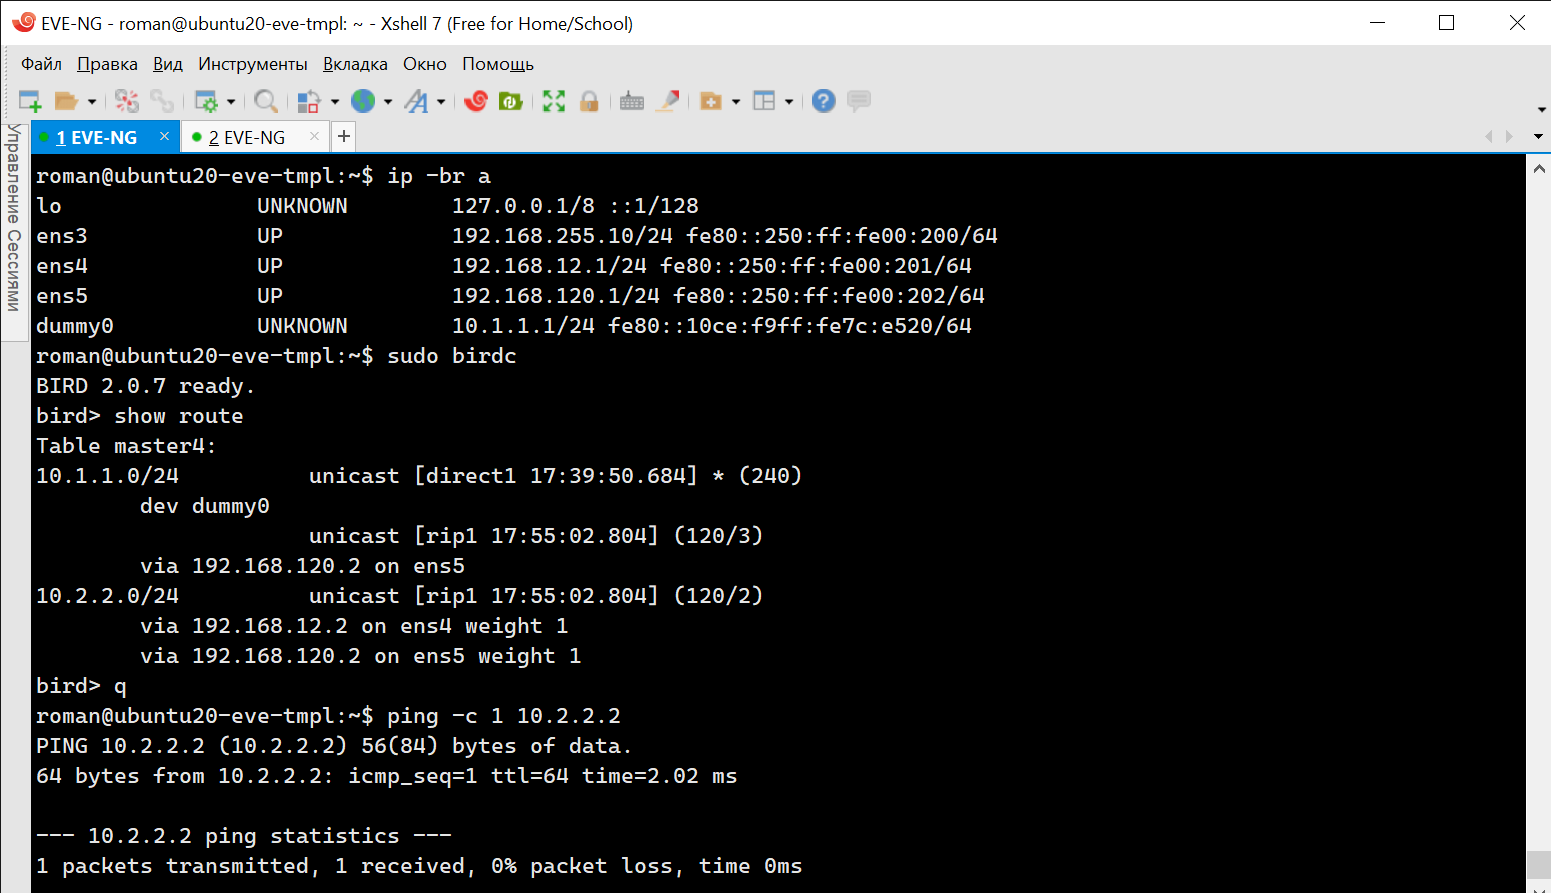 EVE-NG - roman@ubuntu20-eve-tmpl: ~ - Xshell 7 (Free for Home/School)
Файл Правка Вид Инструменты Вкладка Окно Помощь
1 EVE-NG × 2 EVE-NG × +
Управление Сессиями
roman@ubuntu20-eve-tmpl:~$ ip -br a
lo UNKNOWN 127.0.0.1/8 ::1/128
ens3 UP 192.168.255.10/24 fe80::250:ff:fe00:200/64
ens4 UP 192.168.12.1/24 fe80::250:ff:fe00:201/64
ens5 UP 192.168.120.1/24 fe80::250:ff:fe00:202/64
dummy0 UNKNOWN 10.1.1.1/24 fe80::10ce:f9ff:fe7c:e520/64
roman@ubuntu20-eve-tmpl:~$ sudo birdc
BIRD 2.0.7 ready.
bird> show route
Table master4:
10.1.1.0/24 unicast [direct1 17:39:50.684] * (240)
dev dummy0
unicast [rip1 17:55:02.804] (120/3)
via 192.168.120.2 on ens5
10.2.2.0/24 unicast [rip1 17:55:02.804] (120/2)
via 192.168.12.2 on ens4 weight 1
via 192.168.120.2 on ens5 weight 1
bird> q
roman@ubuntu20-eve-tmpl:~$ ping -c 1 10.2.2.2
PING 10.2.2.2 (10.2.2.2) 56(84) bytes of data.
64 bytes from 10.2.2.2: icmp_seq=1 ttl=64 time=2.02 ms
--- 10.2.2.2 ping statistics ---
1 packets transmitted, 1 received, 0% packet loss, time 0ms